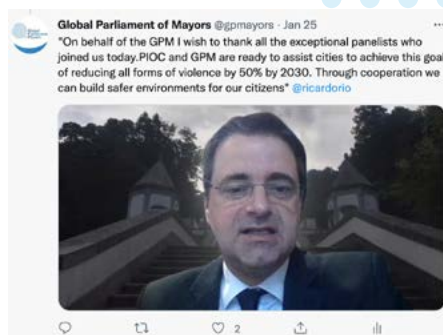 Global Parliament of Mayors @gpmayors · Jan 25 ...
"On behalf of the GPM I wish to thank all the exceptional panelists who
joined us today.PIOC and GPM are ready to assist cities to achieve this goal
of reducing all forms of violence by 50% by 2030. Through cooperation we
can build safer environments for our citizens" @ricardorio
2